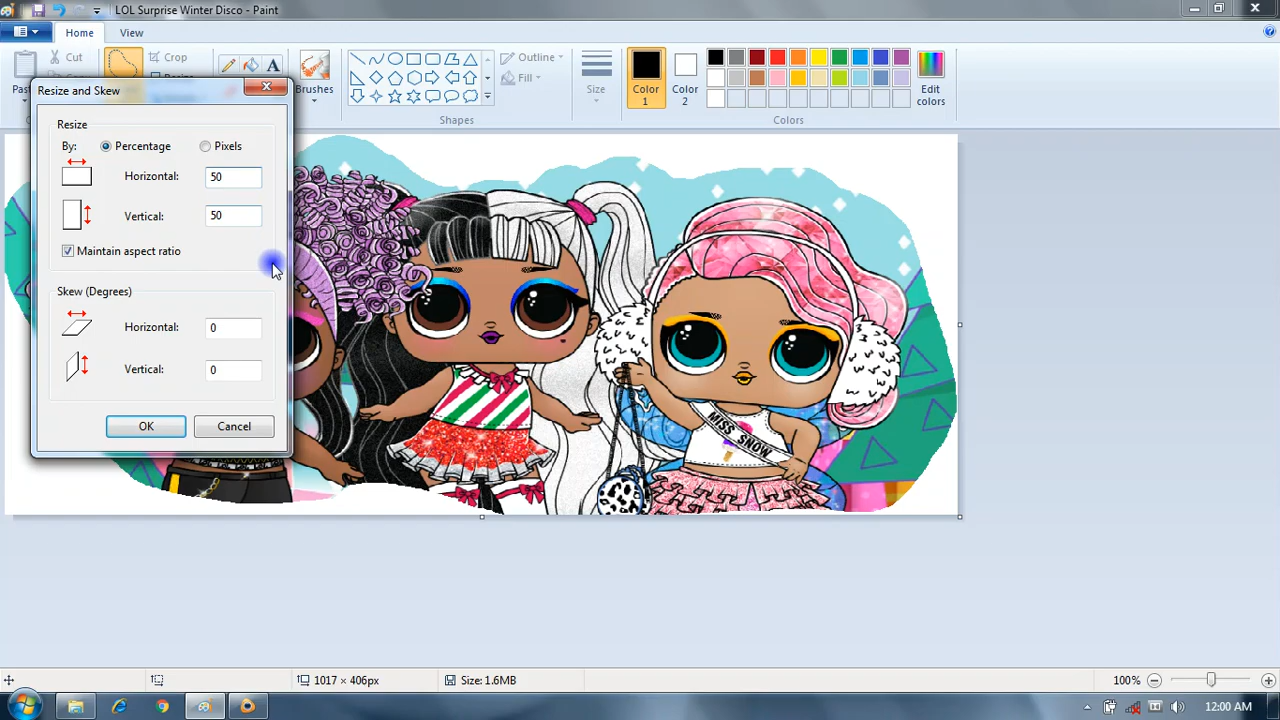 LOL Surprise Winter Disco - Paint
Home
View
Cut
Crop
Outline
Fill
Brushes
Size
Color 1
Color 2
Edit colors
Shapes
Colors
Resize and Skew
Resize
By:
Percentage
Pixels
Horizontal:
50
Vertical:
50
Maintain aspect ratio
Skew (Degrees)
Horizontal:
0
Vertical:
0
OK
Cancel
MISS SNOW
1017 × 406px
Size: 1.6MB
100%
12:00 AM